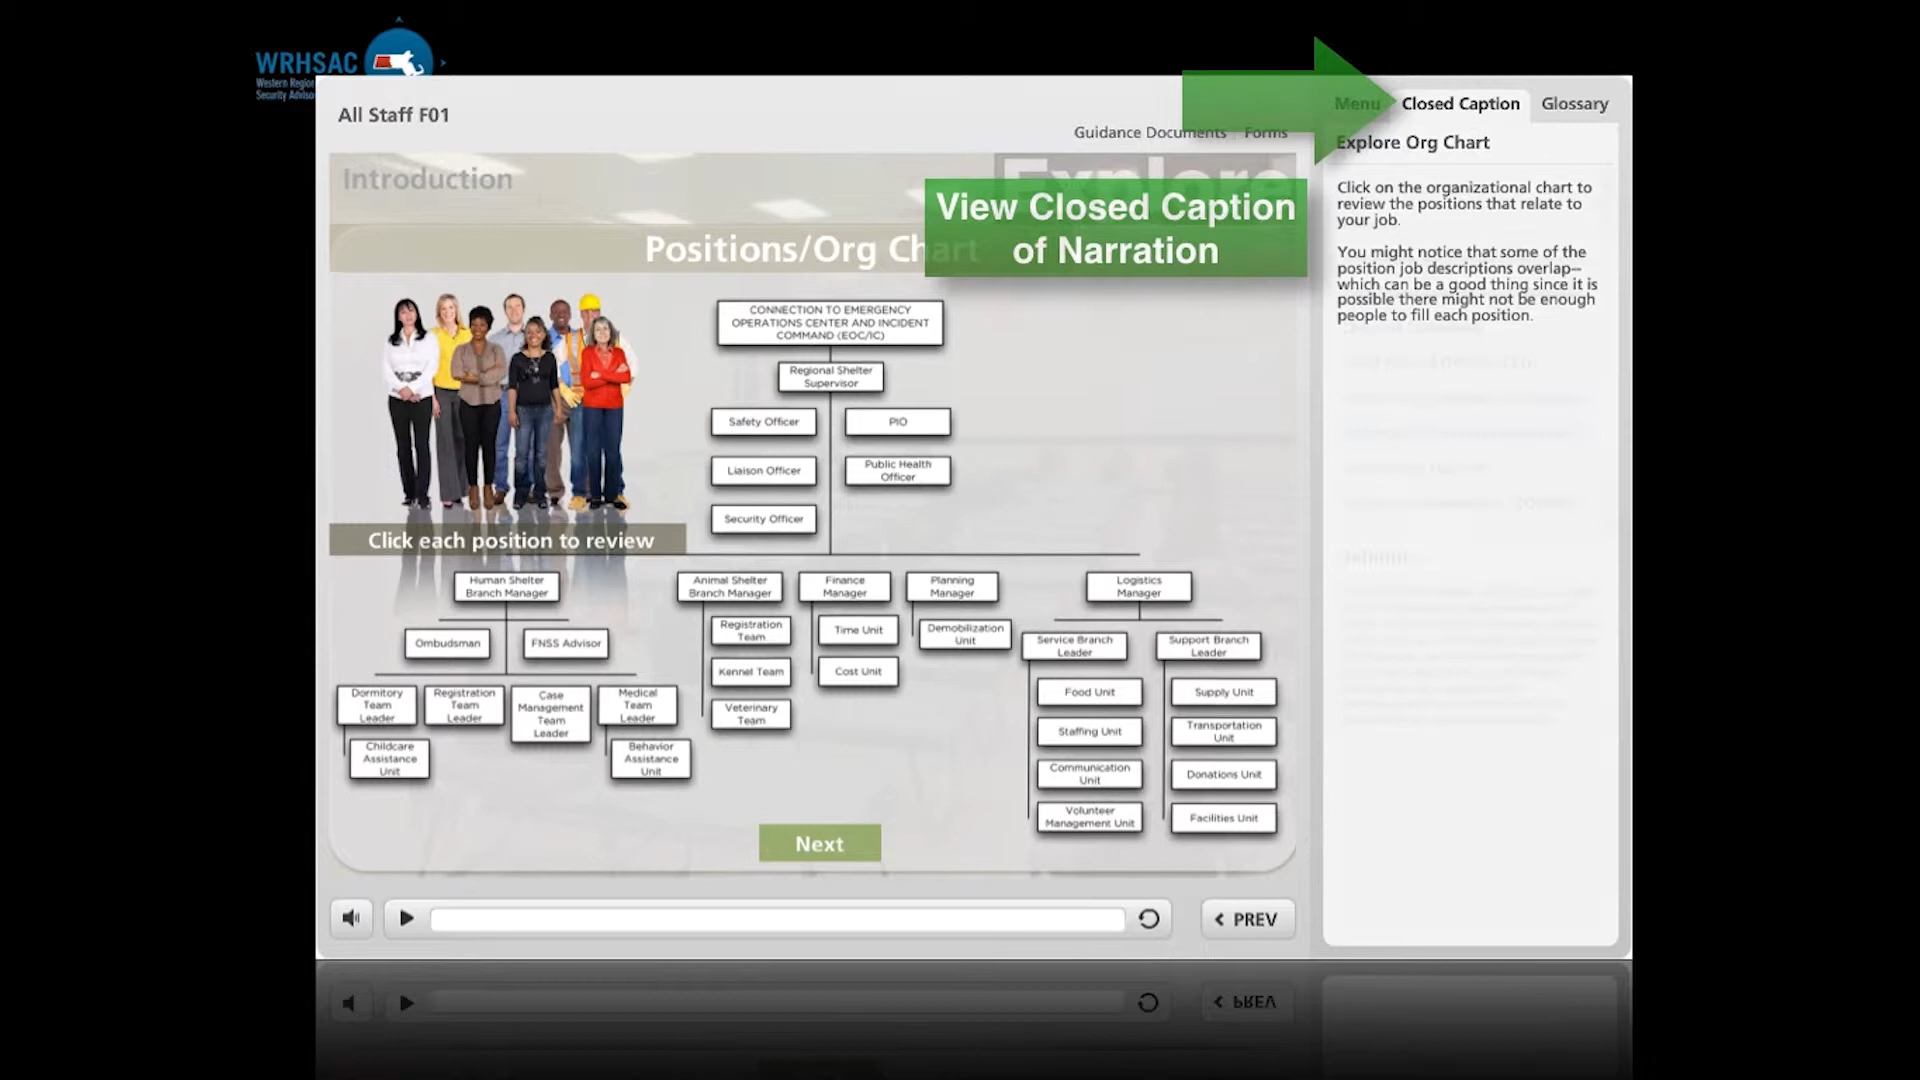 WRHSAC
Western Region
Security Adviso
All Staff F01
Guidance Documents Forms
Menu Closed Caption Glossary
Explore Org Chart
Click on the organizational chart to
review the positions that relate to
your job.
You might notice that some of the
position job descriptions overlap--
which can be a good thing since it is
possible there might not be enough
people to fill each position.
Introduction
Explore
View Closed Caption
of Narration
Positions/Org Chart
CONNECTION TO EMERGENCY
OPERATIONS CENTER AND INCIDENT
COMMAND (EOC/IC)
Regional Shelter
Supervisor
Safety Officer
PIO
Liaison Officer
Public Health
Officer
Security Officer
Click each position to review
Human Shelter
Branch Manager
Animal Shelter
Branch Manager
Finance
Manager
Planning
Manager
Logistics
Manager
Ombudsman
FNSS Advisor
Registration
Team
Time Unit
Demobilization
Unit
Service Branch
Leader
Support Branch
Leader
Kennel Team
Cost Unit
Dormitory
Team
Leader
Registration
Team
Leader
Case
Management
Team
Leader
Medical
Team
Leader
Veterinary
Team
Food Unit
Supply Unit
Staffing Unit
Transportation
Unit
Childcare
Assistance
Unit
Behavior
Assistance
Unit
Communication
Unit
Donations Unit
Volunteer
Management Unit
Facilities Unit
Next
PREV